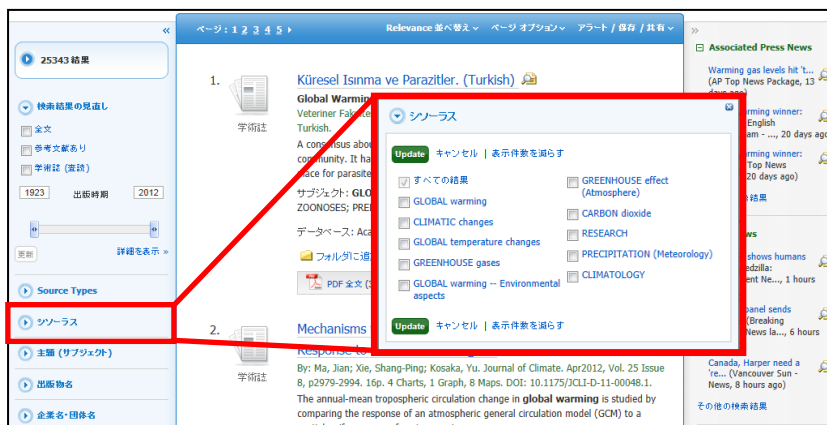 «
25343 結果
検索結果の見直し
全文
参考文献あり
学術誌 (査読)
1923 出版時期 2012
更新 詳細を表示 »
Source Types
シソーラス
主題 (サブジェクト)
出版物名
企業名・団体名
ページ: 1 2 3 4 5
Relevance 並べ替え ページ オプション アラート / 保存 / 共有
1.
学術誌
Küresel Isınma ve Parazitler. (Turkish)
Global Warming
Veteriner Fakültes
Turkish.
A consensus abou
community. It ha
place for parasite
サブジェクト: GLO
ZOONOSES; PRE
データベース: Aca
フォルダに追
PDF 全文 (
シソーラス
Update キャンセル | 表示件数を減らす
すべての結果
GLOBAL warming
CLIMATIC changes
GLOBAL temperature changes
GREENHOUSE gases
GLOBAL warming -- Environmental
aspects
GREENHOUSE effect
(Atmosphere)
CARBON dioxide
RESEARCH
PRECIPITATION (Meteorology)
CLIMATOLOGY
Update キャンセル | 表示件数を減らす
2.
学術誌
Mechanisms
Response to
By: Ma, Jian; Xie, Shang-Ping; Kosaka, Yu. Journal of Climate. Apr2012, Vol. 25 Issue
8, p2979-2994. 16p. 4 Charts, 1 Graph, 8 Maps. DOI: 10.1175/JCLI-D-11-00048.1.
The annual-mean tropospheric circulation change in global warming is studied by
comparing the response of an atmospheric general circulation model (GCM) to a
»
Associated Press News
Warming gas levels hit 't...
(AP Top News Package, 13
days ago)
rming winner:
English
am - ..., 20 days ago)
rming winner:
Top News
20 days ago)
結果
ws
shows humans
edzilla:
ent Ne..., 1 hours
panel sends
(Breaking
News la..., 6 hours
Canada, Harper need a
're... (Vancouver Sun -
News, 8 hours ago)
その他の検索結果